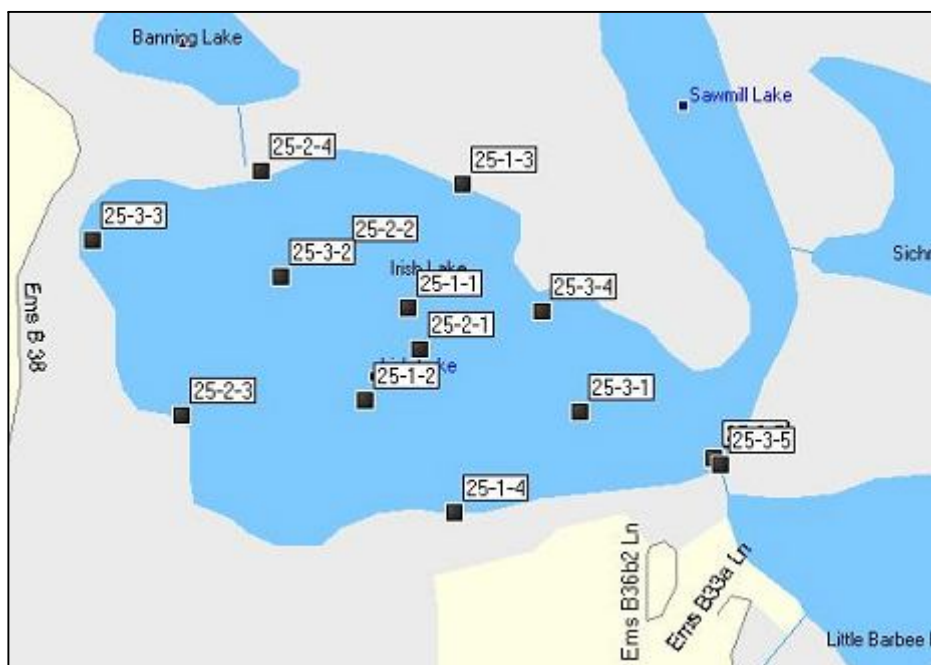 Banning Lake
Sawmill Lake
25-2-4
25-1-3
25-3-3
25-2-2
25-3-2
Irish Lake
25-1-1
25-3-4
Ems B 38
25-2-1
25-1-2
25-2-3
25-3-1
25-3-5
25-1-4
Ems B36b2 Ln
Ems B33a Ln
Little Barbee